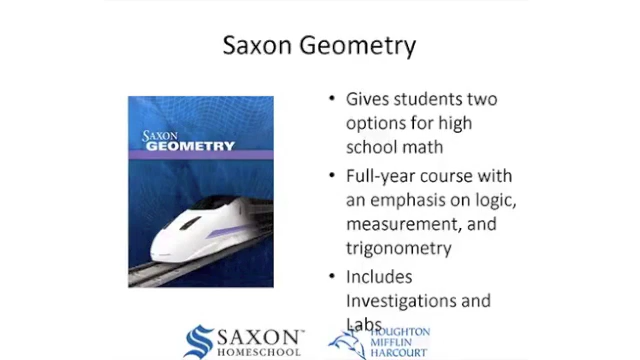 Saxon Geometry
SAXON
GEOMETRY
• Gives students two
options for high
school math
• Full-year course with
an emphasis on logic,
measurement, and
trigonometry
• Includes
Investigations and
Labs
SAXON™
HOMESCHOOL
HOUGHTON
MIFFLIN
HARCOURT